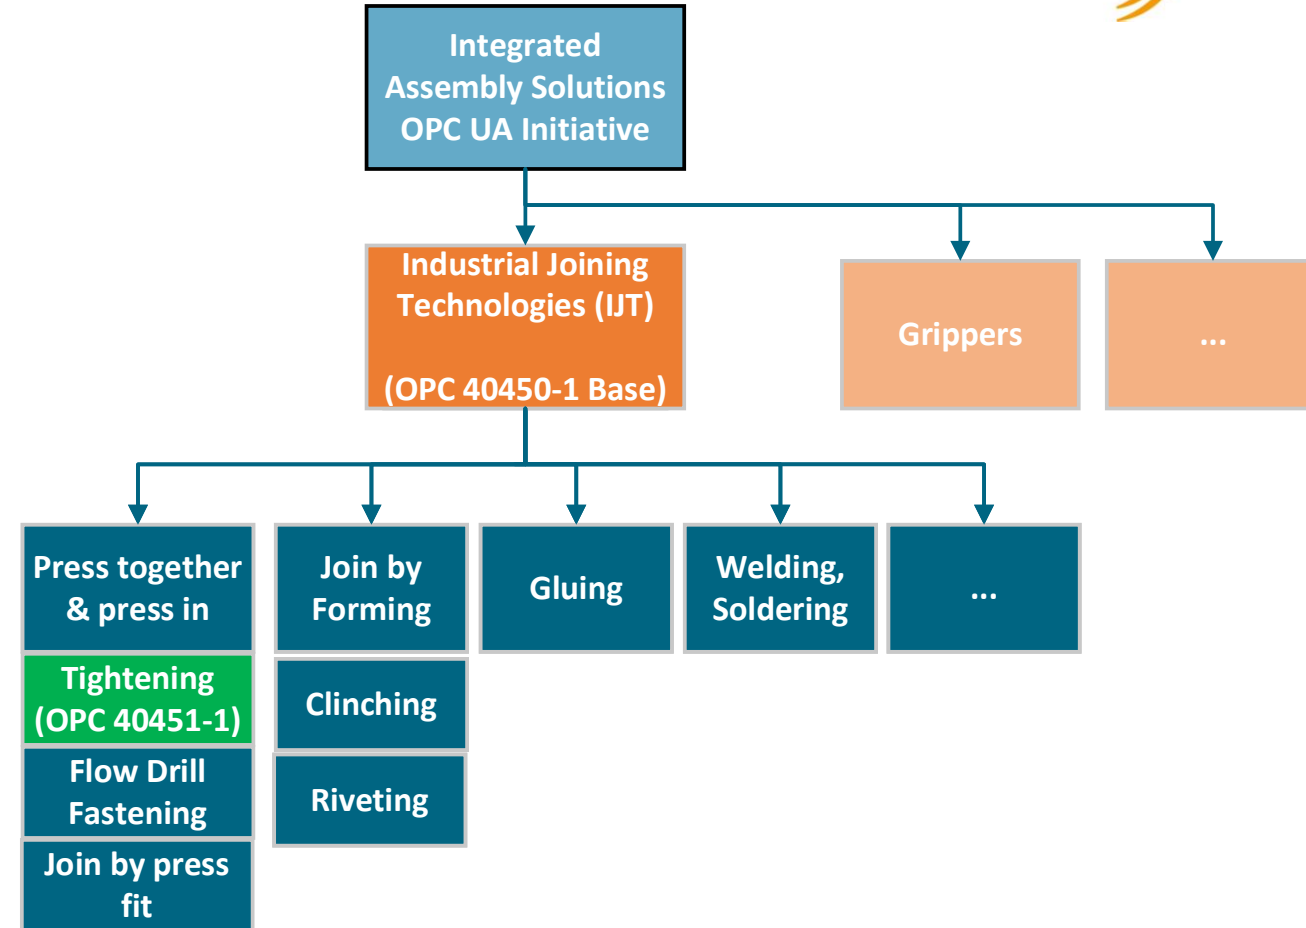 Integrated
Assembly Solutions
OPC UA Initiative
Industrial Joining
Technologies (IJT)
(OPC 40450-1 Base)
Grippers
...
Press together
& press in
Join by
Forming
Gluing
Welding,
Soldering
...
Tightening
(OPC 40451-1)
Clinching
Flow Drill
Fastening
Riveting
Join by press
fit